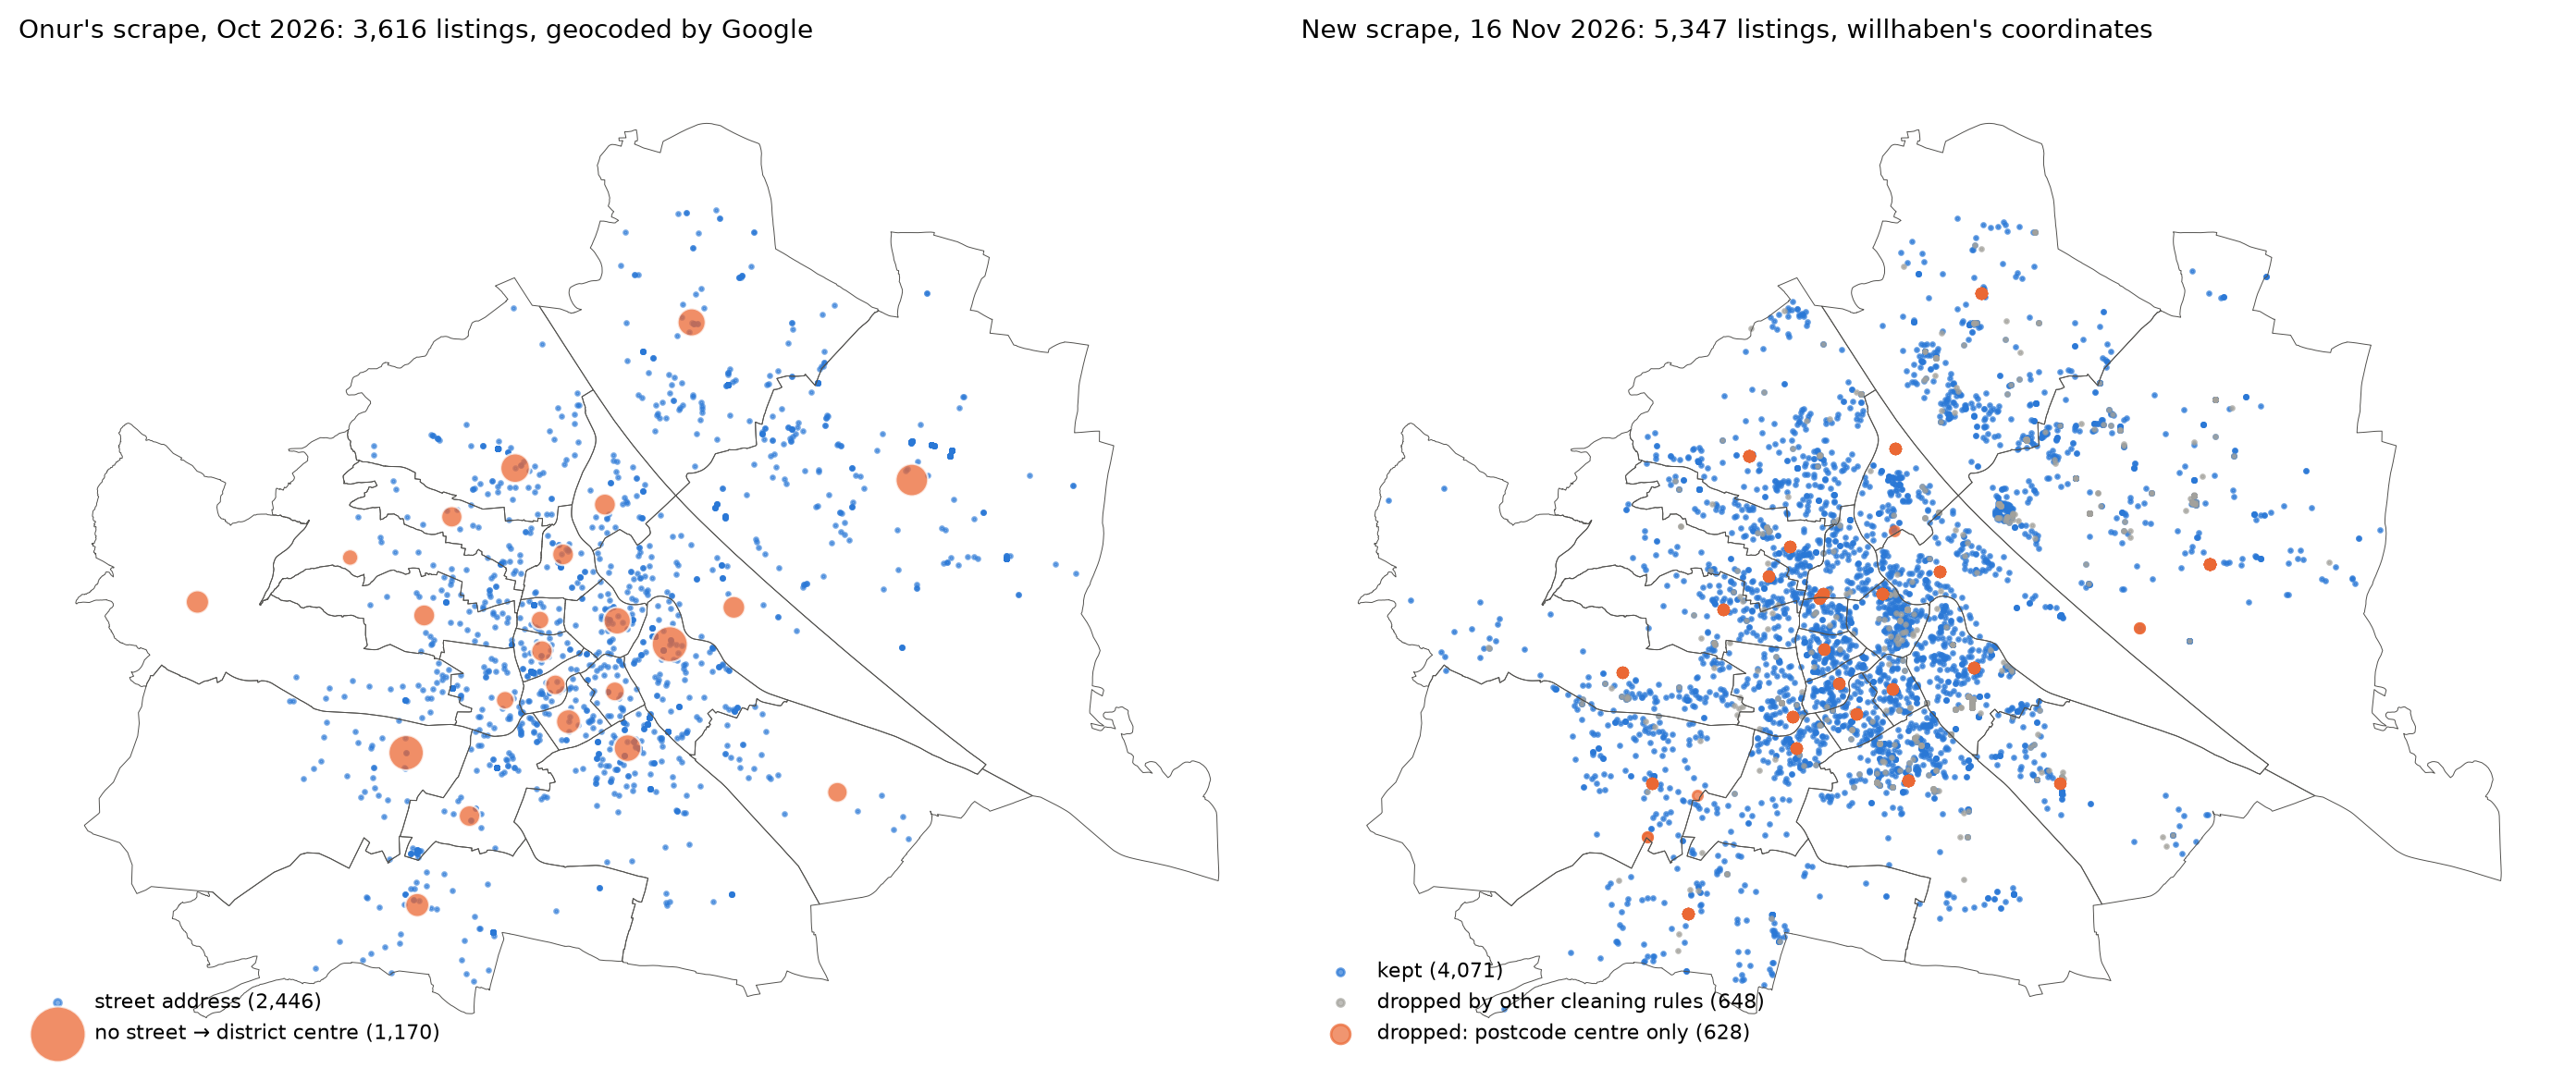 Onur's scrape, Oct 2026: 3,616 listings, geocoded by Google
street address (2,446)
no street → district centre (1,170)
New scrape, 16 Nov 2026: 5,347 listings, willhaben's coordinates
kept (4,071)
dropped by other cleaning rules (648)
dropped: postcode centre only (628)